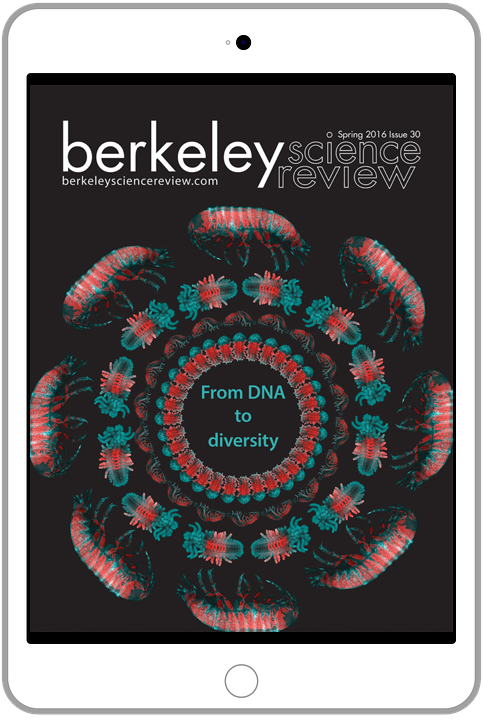 Spring 2016 Issue 30
berkeley science
review
berkeleysciencereview.com
From DNA
to
diversity